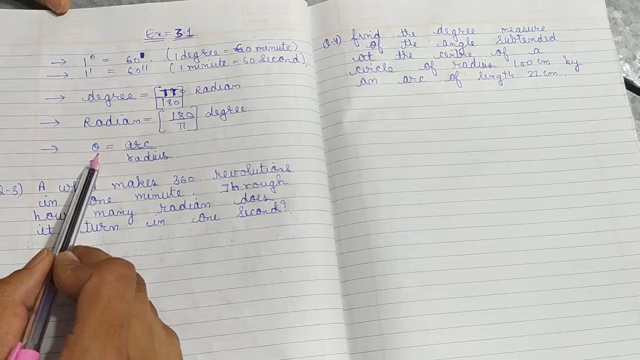 Ex = 3.1
→ 1° = 60' (1 degree = 60 minute)
→ 1' = 60'' (1 minute = 60 second)
→ degree = [π/180] Radian
→ Radian = [180/π] degree
→ θ = arc/radius
Q-3) A makes 360 revolutions
in one minute. Through
how many radian does
it turn in one second?
Q.4) find the degree measure
of the angle subtended
at the centre of a
circle of radius 100 cm by
an arc of length 22 cm.